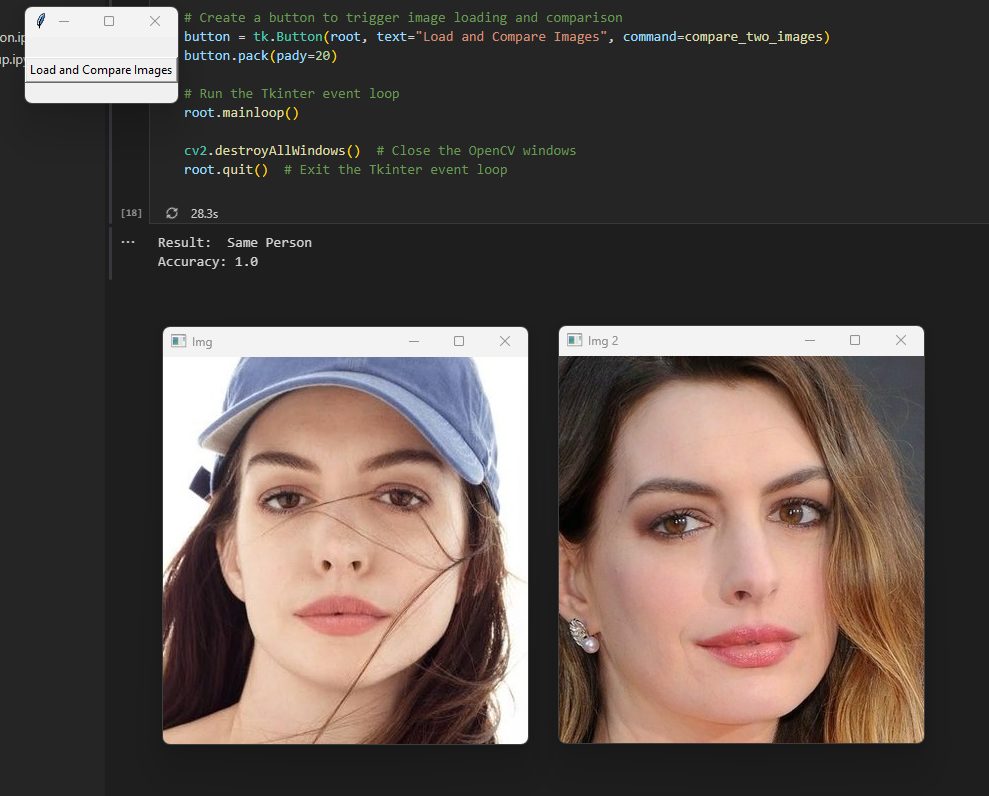 # Create a button to trigger image loading and comparison
button = tk.Button(root, text="Load and Compare Images", command=compare_two_images)
button.pack(pady=20)
# Run the Tkinter event loop
root.mainloop()
cv2.destroyAllWindows()  # Close the OpenCV windows
root.quit()  # Exit the Tkinter event loop
Load and Compare Images
[18] 28.3s
... Result:  Same Person
Accuracy: 1.0
Img
Img 2